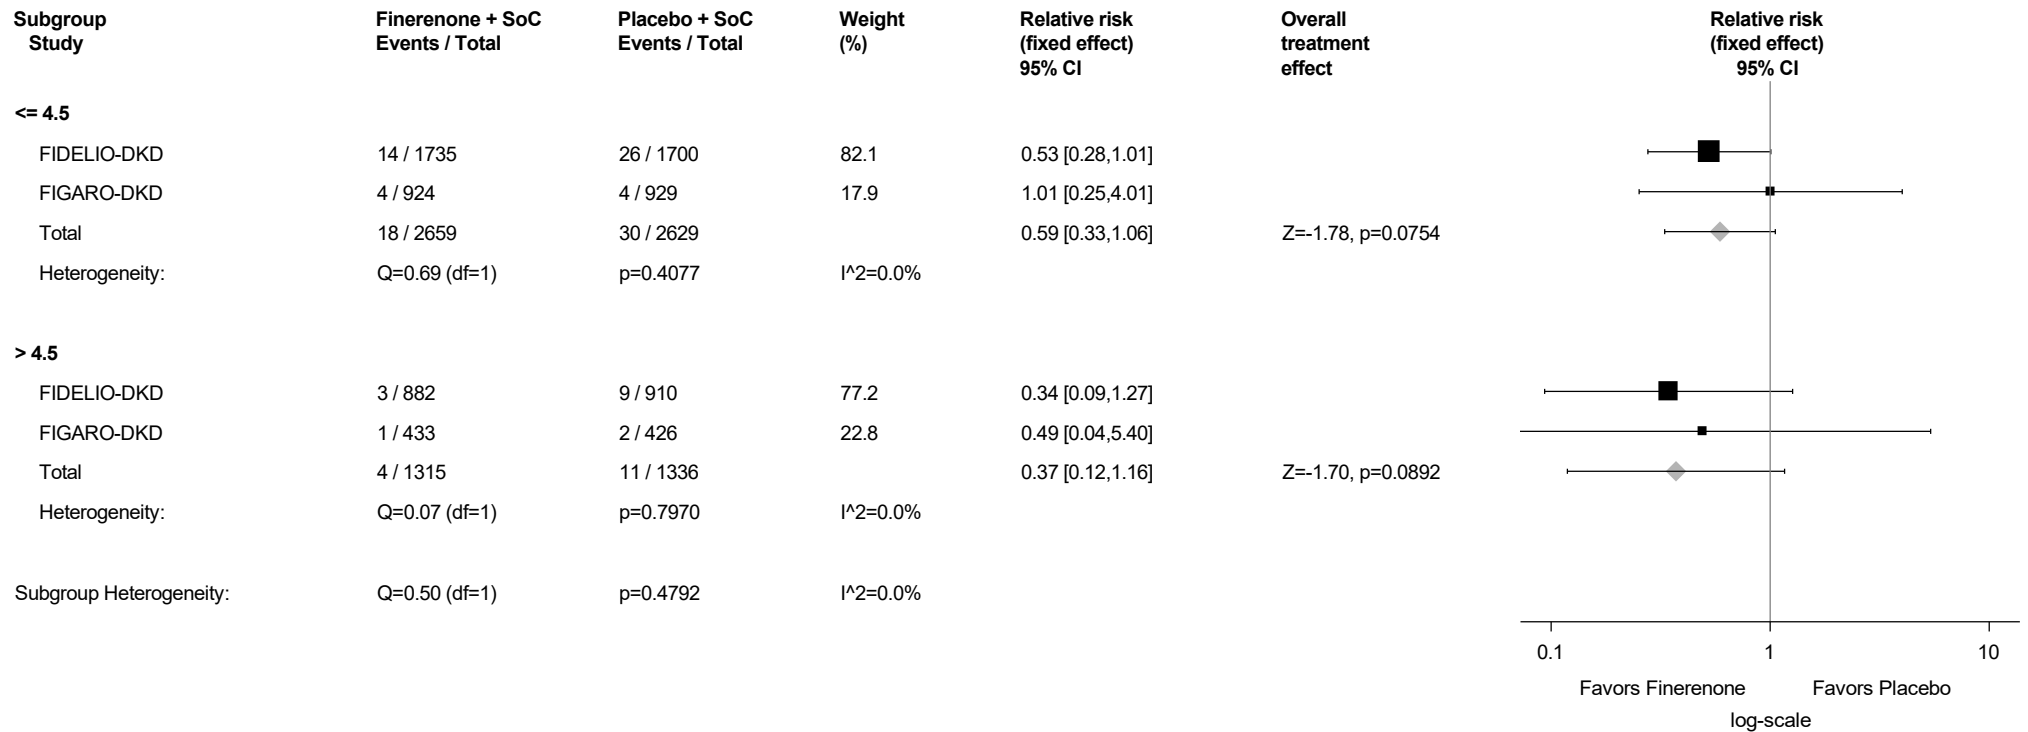 Subgroup Finerenone + SoC Placebo + SoC Weight Relative risk Overall Relative risk
Study Events / Total Events / Total (%) (fixed effect) treatment (fixed effect)
95% CI effect 95% CI
<= 4.5
FIDELIO-DKD 14 / 1735 26 / 1700 82.1 0.53 [0.28,1.01]
FIGARO-DKD 4 / 924 4 / 929 17.9 1.01 [0.25,4.01]
Total 18 / 2659 30 / 2629 0.59 [0.33,1.06] Z=-1.78, p=0.0754
Heterogeneity: Q=0.69 (df=1) p=0.4077 I^2=0.0%
> 4.5
FIDELIO-DKD 3 / 882 9 / 910 77.2 0.34 [0.09,1.27]
FIGARO-DKD 1 / 433 2 / 426 22.8 0.49 [0.04,5.40]
Total 4 / 1315 11 / 1336 0.37 [0.12,1.16] Z=-1.70, p=0.0892
Heterogeneity: Q=0.07 (df=1) p=0.7970 I^2=0.0%
Subgroup Heterogeneity: Q=0.50 (df=1) p=0.4792 I^2=0.0%
0.1 1 10
Favors Finerenone Favors Placebo
log-scale